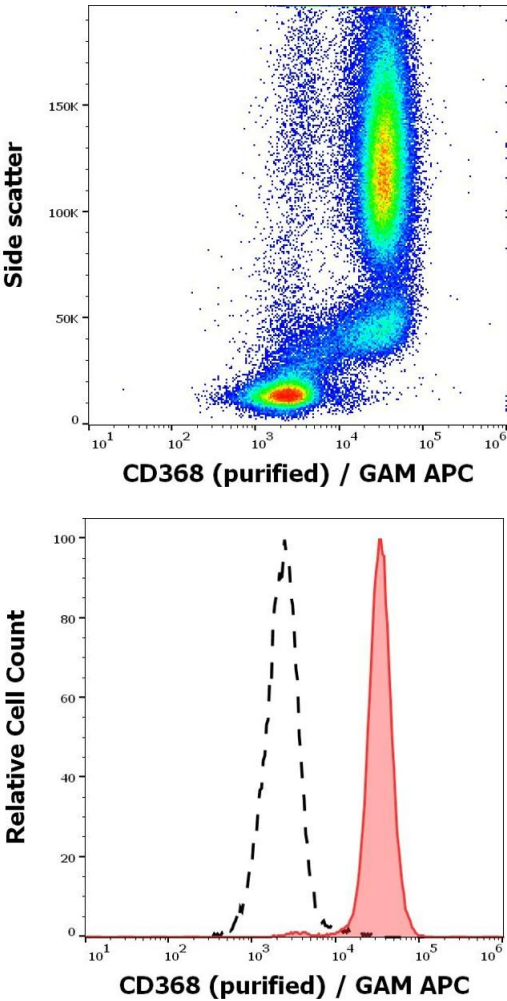 Side scatter
150K
100K
50K
0
10¹ 10² 10³ 10⁴ 10⁵ 10⁶
CD368 (purified) / GAM APC
Relative Cell Count
100
80
60
40
20
0
10¹ 10² 10³ 10⁴ 10⁵ 10⁶
CD368 (purified) / GAM APC